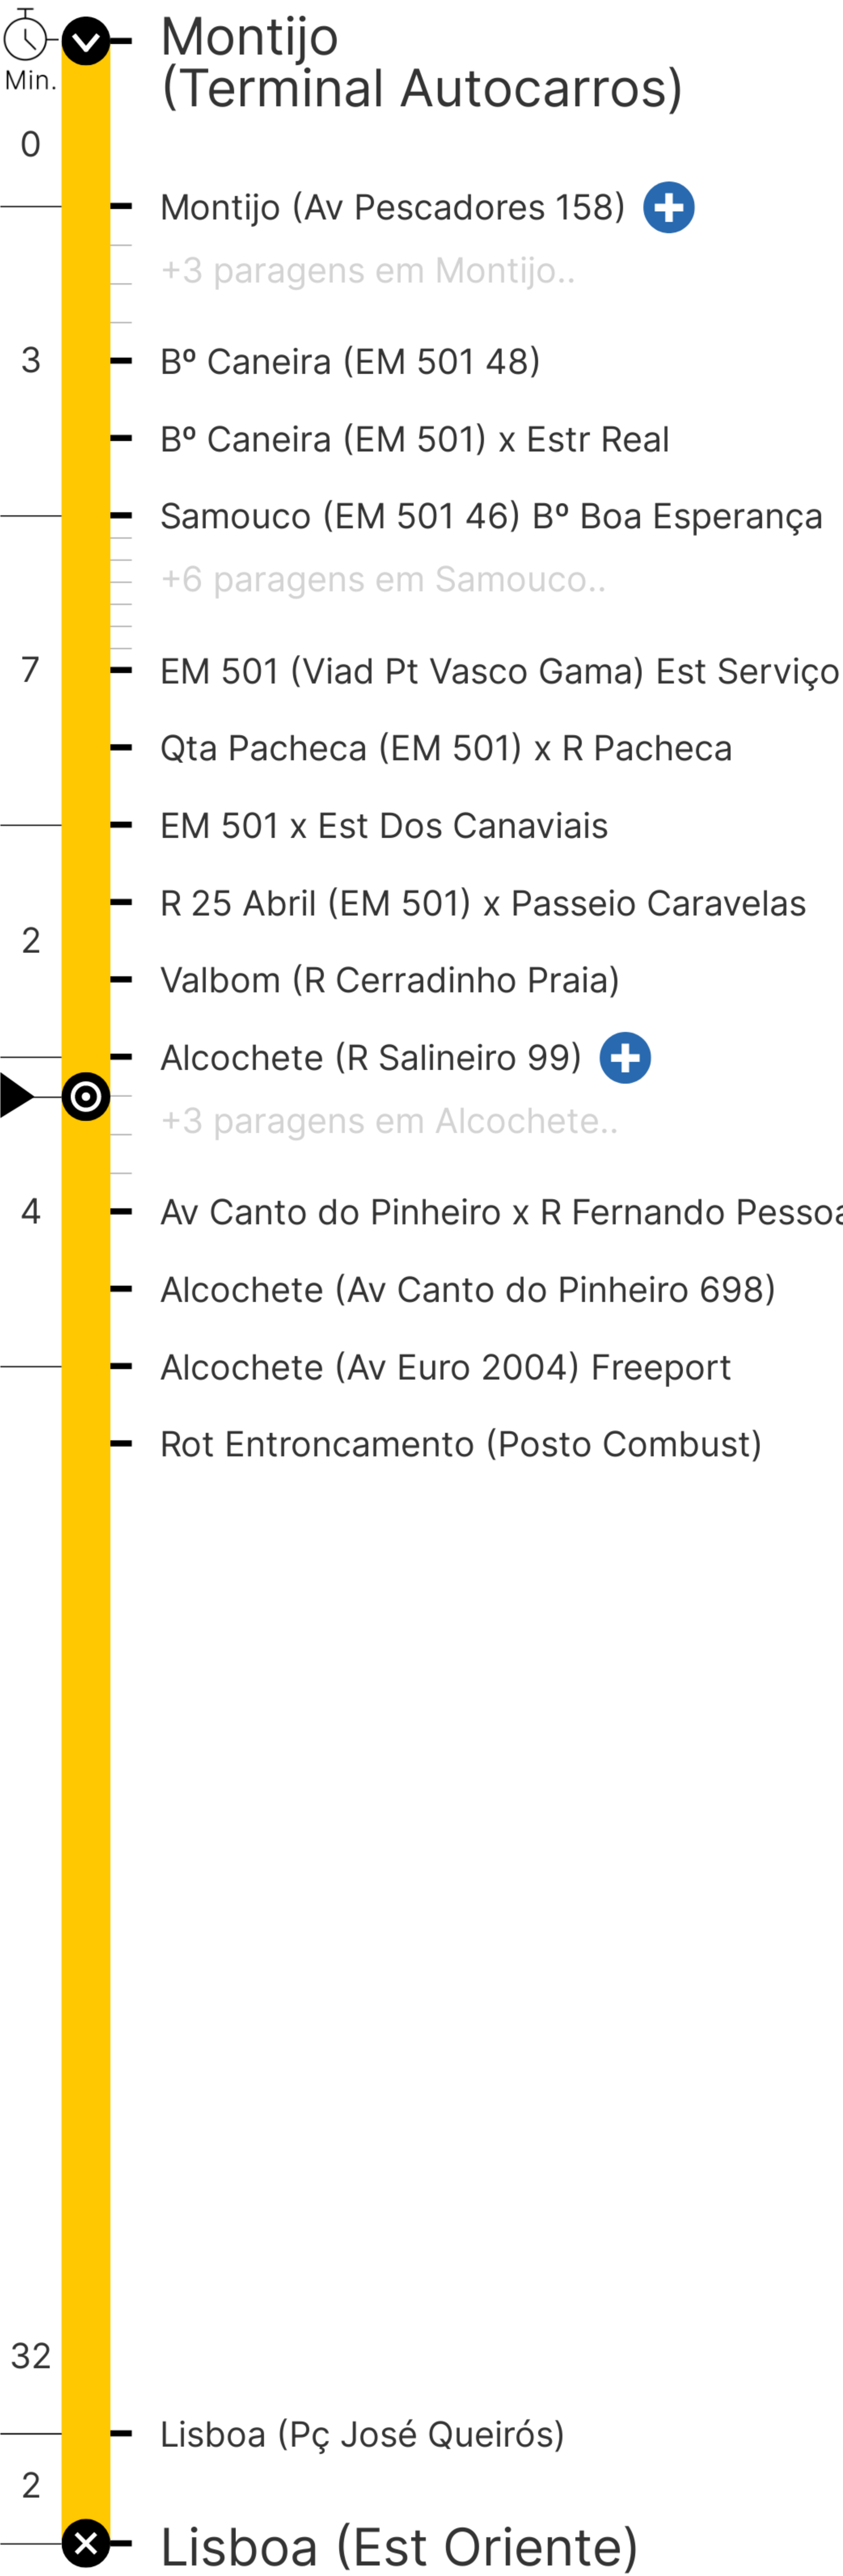 Montijo
(Terminal Autocarros)
Min.
0
Montijo (Av Pescadores 158)
+3 paragens em Montijo..
3
Bº Caneira (EM 501 48)
Bº Caneira (EM 501) x Estr Real
Samouco (EM 501 46) Bº Boa Esperança
+6 paragens em Samouco..
7
EM 501 (Viad Pt Vasco Gama) Est Serviço
Qta Pacheca (EM 501) x R Pacheca
EM 501 x Est Dos Canaviais
R 25 Abril (EM 501) x Passeio Caravelas
2
Valbom (R Cerradinho Praia)
Alcochete (R Salineiro 99)
+3 paragens em Alcochete..
4
Av Canto do Pinheiro x R Fernando Pessoa
Alcochete (Av Canto do Pinheiro 698)
Alcochete (Av Euro 2004) Freeport
Rot Entroncamento (Posto Combust)
32
Lisboa (Pç José Queirós)
2
Lisboa (Est Oriente)